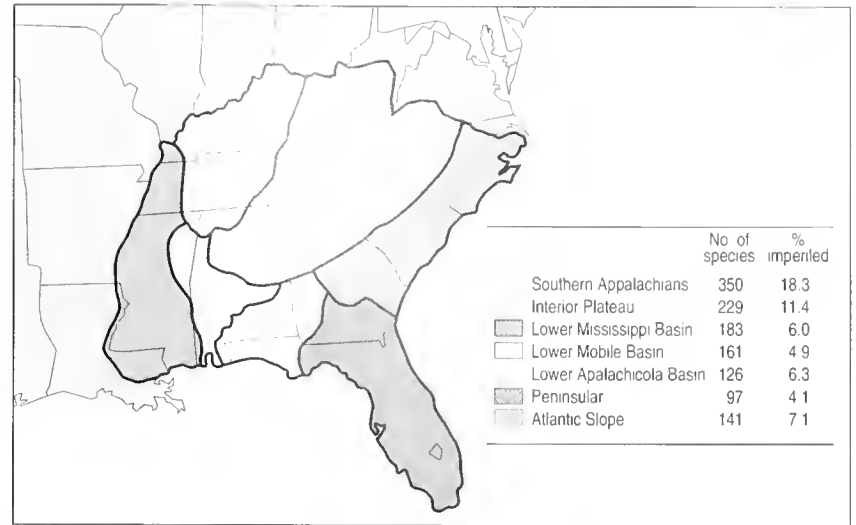 No of %
species imperiled
Southern Appalachians 350 18.3
Interior Plateau 229 11.4
Lower Mississippi Basin 183 6.0
Lower Mobile Basin 161 4 9
Lower Apalachicola Basin 126 6.3
Peninsular 97 4 1
Atlantic Slope 141 7 1